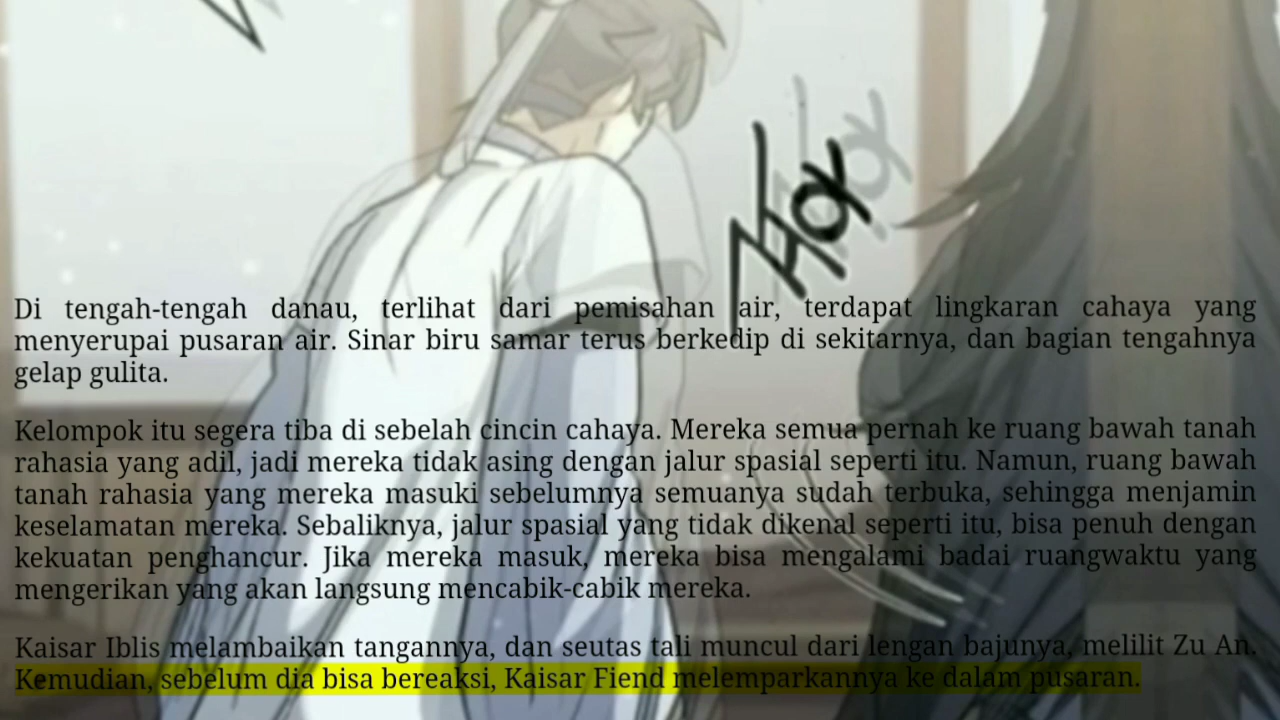 Di tengah-tengah danau, terlihat dari pemisahan air, terdapat lingkaran cahaya yang
menyerupai pusaran air. Sinar biru samar terus berkedip di sekitarnya, dan bagian tengahnya
gelap gulita.
Kelompok itu segera tiba di sebelah cincin cahaya. Mereka semua pernah ke ruang bawah tanah
rahasia yang adil, jadi mereka tidak asing dengan jalur spasial seperti itu. Namun, ruang bawah
tanah rahasia yang mereka masuki sebelumnya semuanya sudah terbuka, sehingga menjamin
keselamatan mereka. Sebaliknya, jalur spasial yang tidak dikenal seperti itu, bisa penuh dengan
kekuatan penghancur. Jika mereka masuk, mereka bisa mengalami badai ruangwaktu yang
mengerikan yang akan langsung mencabik-cabik mereka.
Kaisar Iblis melambaikan tangannya, dan seutas tali muncul dari lengan bajunya, melilit Zu An.
Kemudian, sebelum dia bisa bereaksi, Kaisar Fiend melemparkannya ke dalam pusaran.